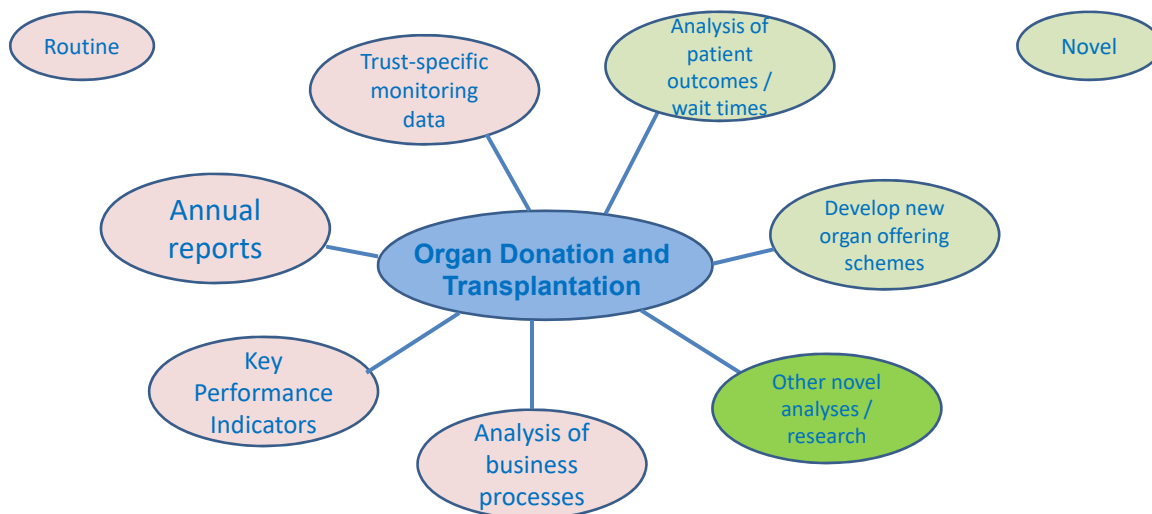 Routine
Trust-specific
monitoring
data
Analysis of
patient
outcomes /
wait times
Novel
Annual
reports
Organ Donation and
Transplantation
Develop new
organ offering
schemes
Key
Performance
Indicators
Analysis of
business
processes
Other novel
analyses /
research